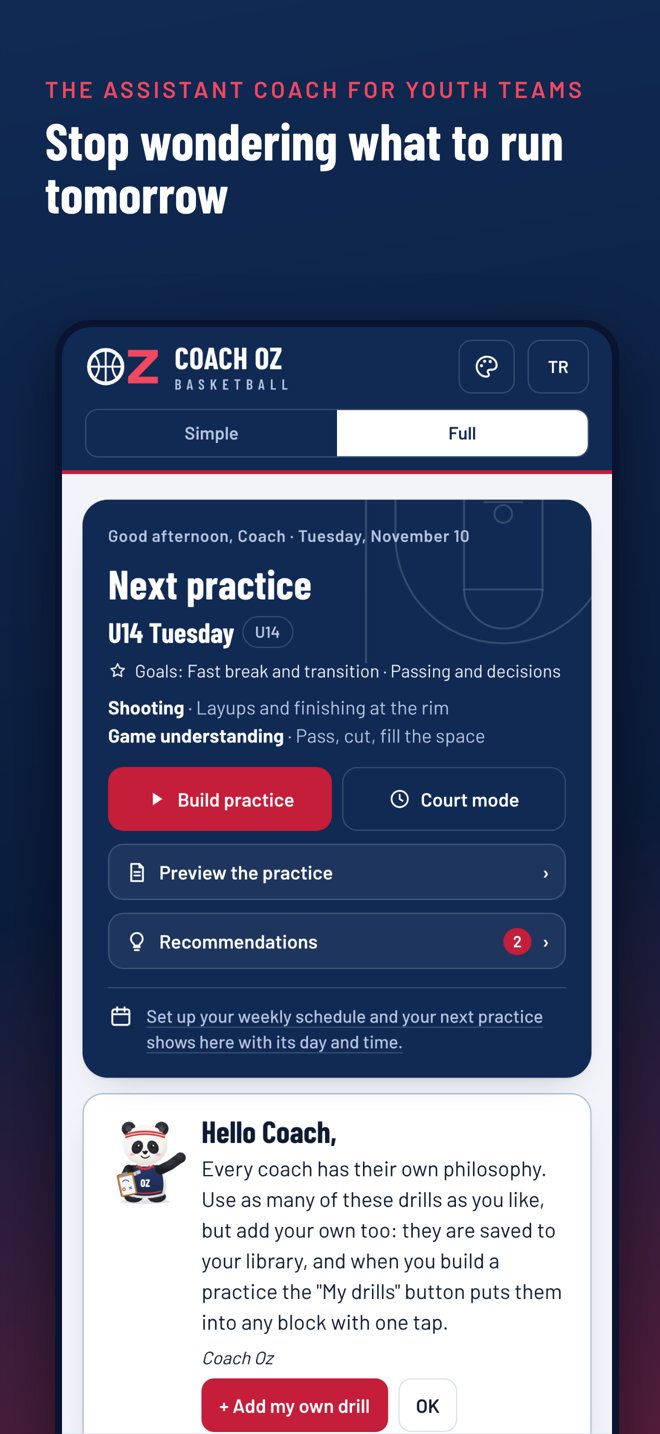 THE ASSISTANT COACH FOR YOUTH TEAMS
Stop wondering what to run
tomorrow
OZ COACH OZ
BASKETBALL
TR
Simple
Full
Good afternoon, Coach · Tuesday, November 10
Next practice
U14 Tuesday U14
Goals: Fast break and transition · Passing and decisions
Shooting · Layups and finishing at the rim
Game understanding · Pass, cut, fill the space
Build practice
Court mode
Preview the practice ›
Recommendations 2 ›
Set up your weekly schedule and your next practice
shows here with its day and time.
Hello Coach,
Every coach has their own philosophy.
Use as many of these drills as you like,
but add your own too: they are saved to
your library, and when you build a
practice the "My drills" button puts them
into any block with one tap.
OZ
Coach Oz
+ Add my own drill
OK